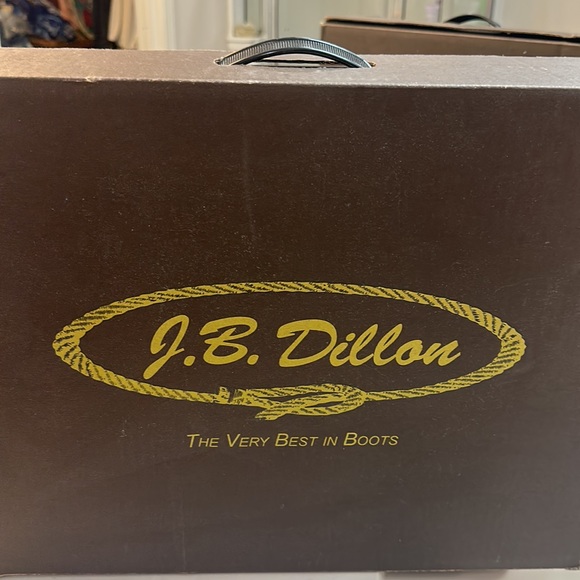 J.B. Dillon
THE VERY BEST IN BOOTS